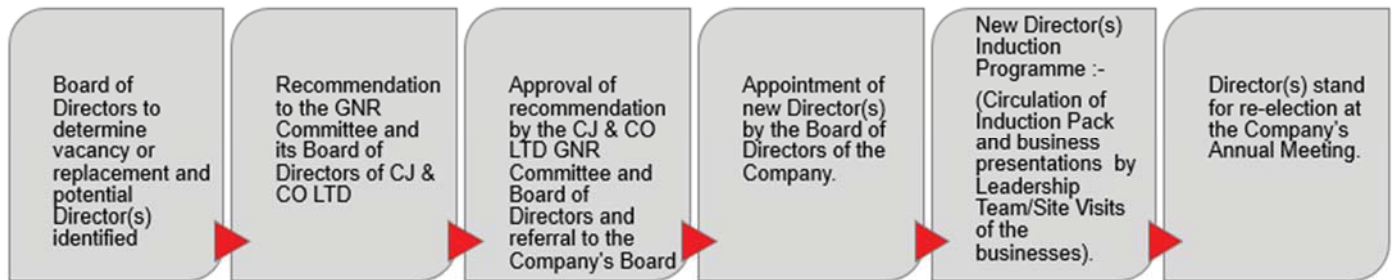 Board of
Directors to
determine
vacancy or
replacement and
potential
Director(s)
identified
Recommendation
to the GNR
Committee and
its Board of
Directors of CJ &
CO LTD
Approval of
recommendation
by the CJ & CO
LTD GNR
Committee and
Board of
Directors and
referral to the
Company's Board
Appointment of
new Director(s)
by the Board of
Directors of the
Company.
New Director(s)
Induction
Programme :-
(Circulation of
Induction Pack
and business
presentations by
Leadership
Team/Site Visits
of the
businesses).
Director(s) stand
for re-election at
the Company's
Annual Meeting.